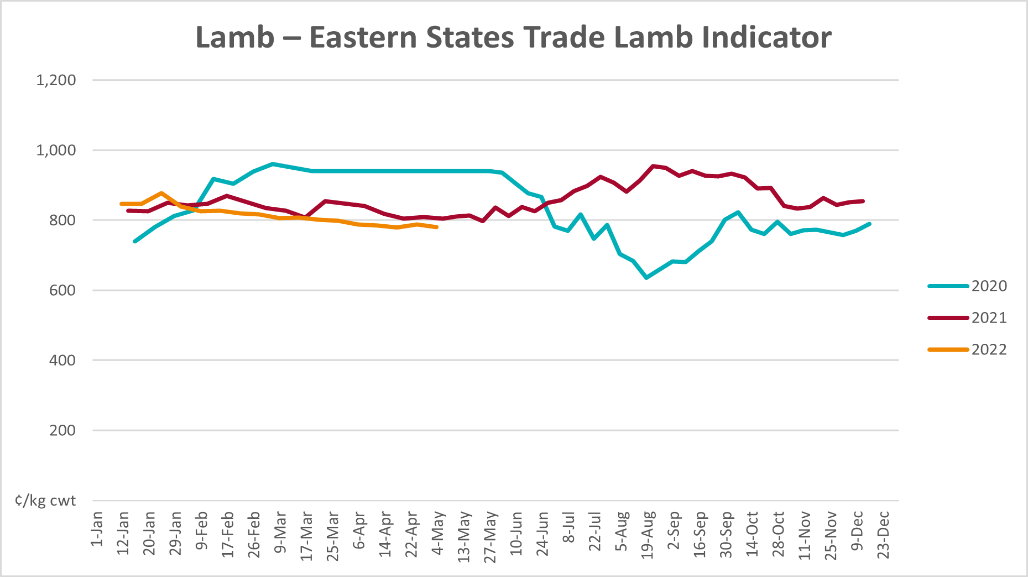 Lamb – Eastern States Trade Lamb Indicator
1,200
1,000
800
600
400
200
¢/kg cwt
1-Jan
12-Jan
20-Jan
29-Jan
9-Feb
17-Feb
26-Feb
9-Mar
17-Mar
25-Mar
6-Apr
14-Apr
22-Apr
4-May
13-May
27-May
10-Jun
24-Jun
8-Jul
22-Jul
5-Aug
19-Aug
2-Sep
16-Sep
30-Sep
14-Oct
28-Oct
11-Nov
25-Nov
9-Dec
23-Dec
2020
2021
2022